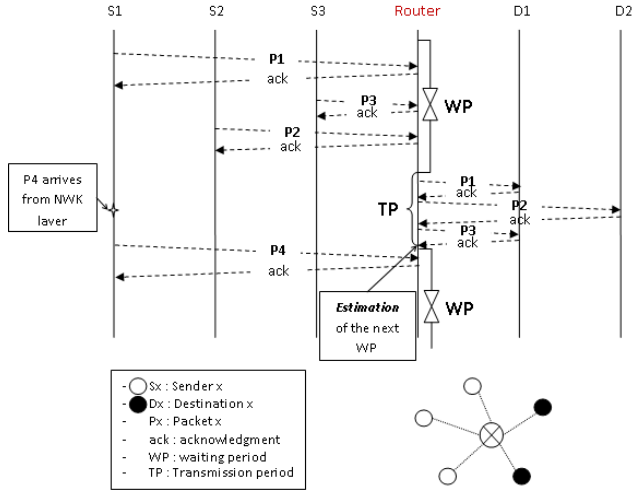 S1 S2 S3 Router D1 D2
P1
ack
P3
ack
WP
P2
ack
P4 arrives
from NWK
laver
TP
P1
ack
P2
ack
P3
ack
P4
ack
Estimation
of the next
WP
WP
- Sx : Sender x
- Dx : Destination x
- Px : Packet x
- ack : acknowledgment
- WP : waiting period
- TP : Transmission period